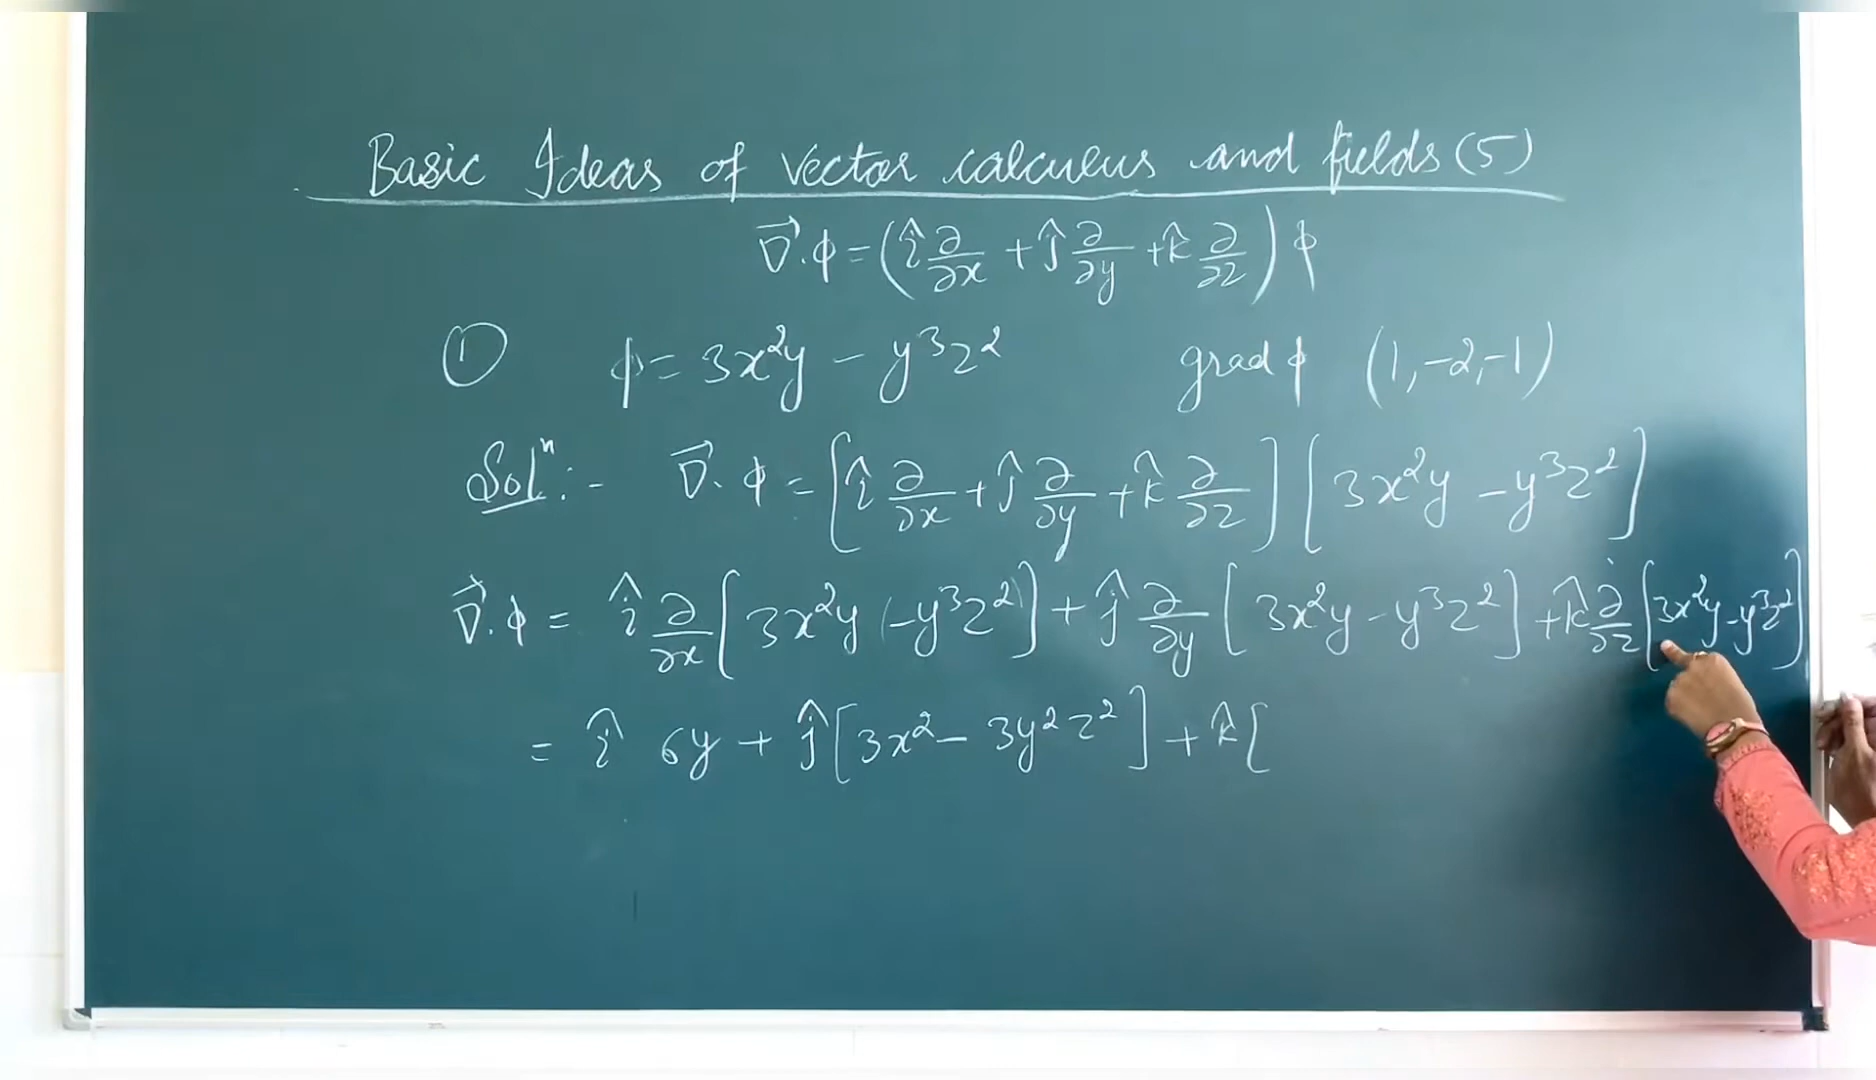 Basic Ideas of vector calculus and fields (5)
∇⃗.ϕ = (î ∂/∂x + ĵ ∂/∂y + k̂ ∂/∂z) ϕ
① ϕ = 3x²y − y³z² grad ϕ (1, −2, −1)
Solⁿ:- ∇⃗. ϕ = [î ∂/∂x + ĵ ∂/∂y + k̂ ∂/∂z] [3x²y − y³z²]
∇⃗.ϕ = î ∂/∂x [3x²y − y³z²] + ĵ ∂/∂y [3x²y − y³z²] + k̂ ∂/∂z [3x²y − y³z²]
= î 6y + ĵ [3x² − 3y²z²] + k̂ [